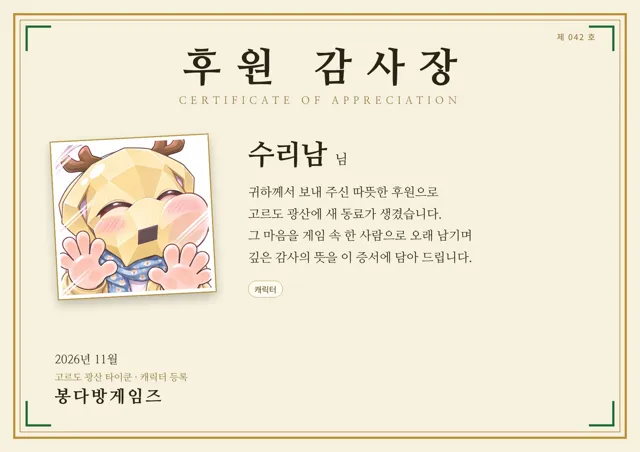 제 042 호
후원 감사장
CERTIFICATE OF APPRECIATION
수리남 님
귀하께서 보내 주신 따뜻한 후원으로
고르도 광산에 새 동료가 생겼습니다.
그 마음을 게임 속 한 사람으로 오래 남기며
깊은 감사의 뜻을 이 증서에 담아 드립니다.
캐릭터
2026년 11월
고르도 광산 타이쿤 · 캐릭터 등록
봉다방게임즈